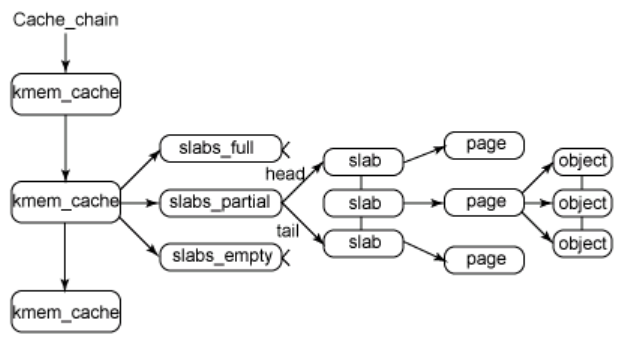 Cache_chain
kmem_cache
slabs_full
page
head
slab
object
kmem_cache
slabs_partial
slab
page
object
tail
slab
object
slabs_empty
page
kmem_cache